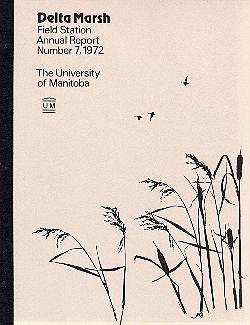 Delta Marsh
Field Station
Annual Report
Number 7, 1972
The University
of Manitoba
UM